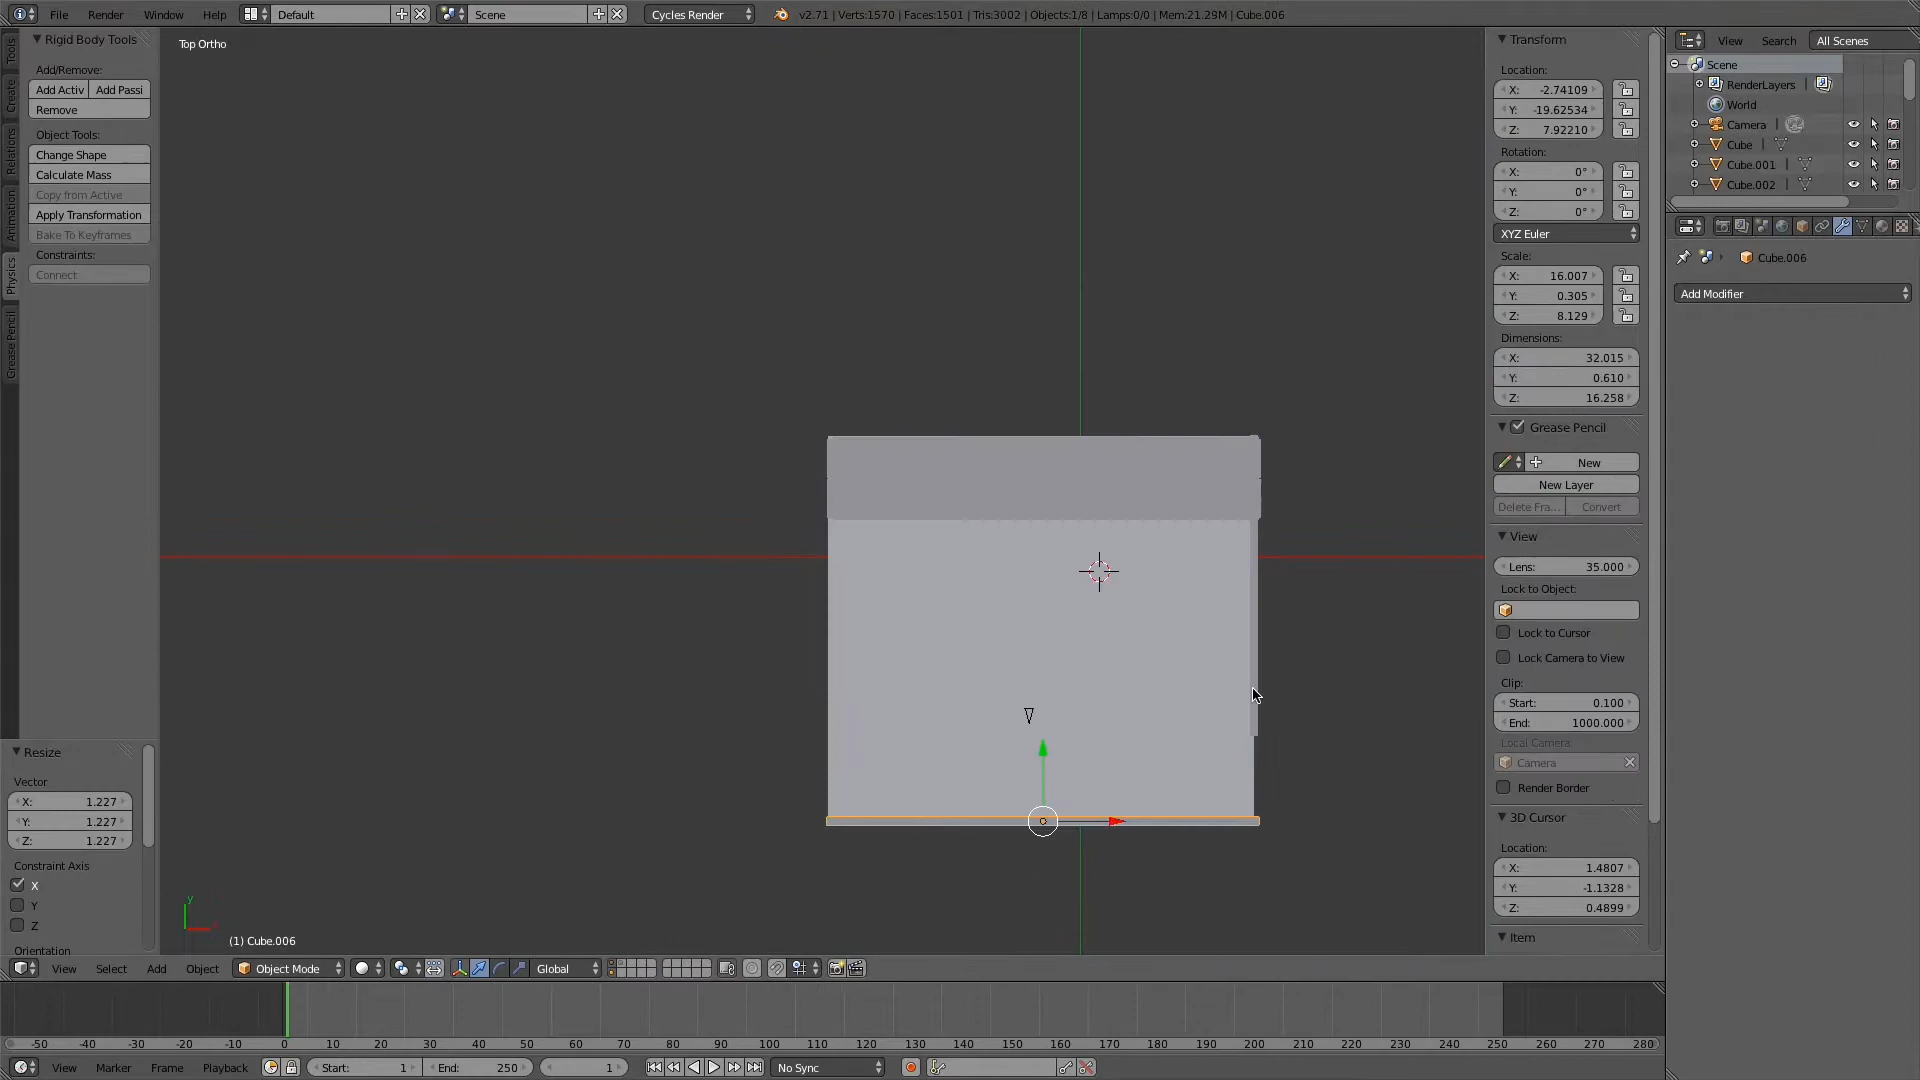 File Render Window Help Default Scene Cycles Render v2.71 | Verts:1570 | Faces:1501 | Tris:3002 | Objects:1/8 | Lamps:0/0 | Mem:21.29M | Cube.006
Tools
Create
Relations
Animation
Physics
Grease Pencil
Rigid Body Tools
Add/Remove:
Add Activ Add Passi
Remove
Object Tools:
Change Shape
Calculate Mass
Copy from Active
Apply Transformation
Bake To Keyframes
Constraints:
Connect
Resize
Vector
X: 1.227
Y: 1.227
Z: 1.227
Constraint Axis
X
Y
Z
Orientation
Top Ortho
y
(1) Cube.006
Transform
Location:
X: -2.74109
Y: -19.62534
Z: 7.92210
Rotation:
X: 0°
Y: 0°
Z: 0°
XYZ Euler
Scale:
X: 16.007
Y: 0.305
Z: 8.129
Dimensions:
X: 32.015
Y: 0.610
Z: 16.258
Grease Pencil
New
New Layer
Delete Fra... Convert
View
Lens: 35.000
Lock to Object:
Lock to Cursor
Lock Camera to View
Clip:
Start: 0.100
End: 1000.000
Local Camera:
Camera
Render Border
3D Cursor
Location:
X: 1.4807
Y: -1.1328
Z: 0.4899
Item
View Search All Scenes
Scene
RenderLayers
World
Camera
Cube
Cube.001
Cube.002
Cube.006
Add Modifier
View Select Add Object Object Mode Global
-50 -40 -30 -20 -10 0 10 20 30 40 50 60 70 80 90 100 110 120 130 140 150 160 170 180 190 200 210 220 230 240 250 260 270 280
View Marker Frame Playback Start: 1 End: 250 1 No Sync